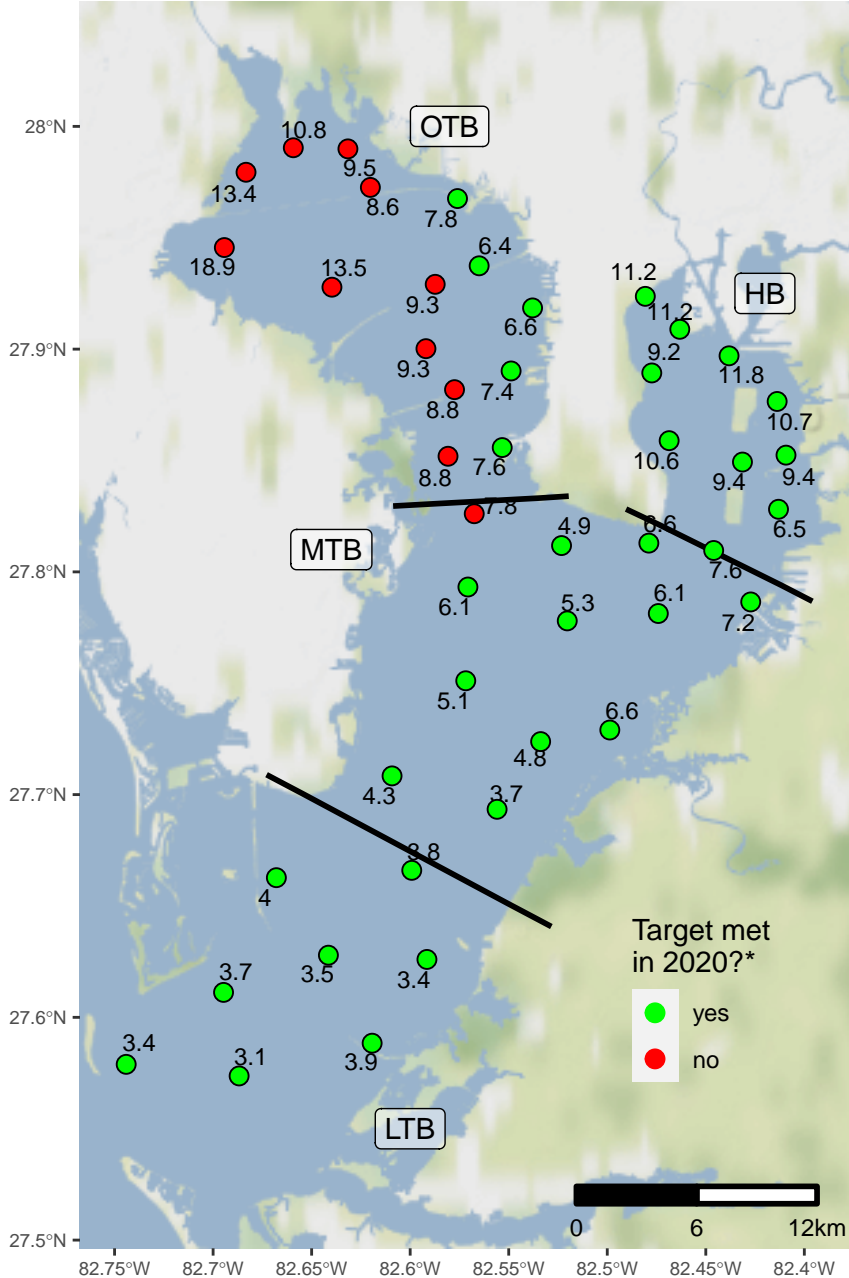 28°N
27.9°N
27.8°N
27.7°N
27.6°N
27.5°N
OTB
10.8
9.5
13.4
8.6
7.8
6.4
18.9
13.5
9.3
6.6
11.2
11.2
HB
9.3
9.2
11.8
8.8
7.4
10.7
8.8
7.6
10.6
9.4
9.4
7.8
6.5
4.9
6.6
MTB
7.6
6.1
5.3
6.1
7.2
5.1
6.6
4.8
4.3
3.7
3.8
4
3.5
3.4
3.7
3.4
3.1
3.9
LTB
Target met
in 2020?*
yes
no
0 6 12km
82.75°W 82.7°W 82.65°W 82.6°W 82.55°W 82.5°W 82.45°W 82.4°W